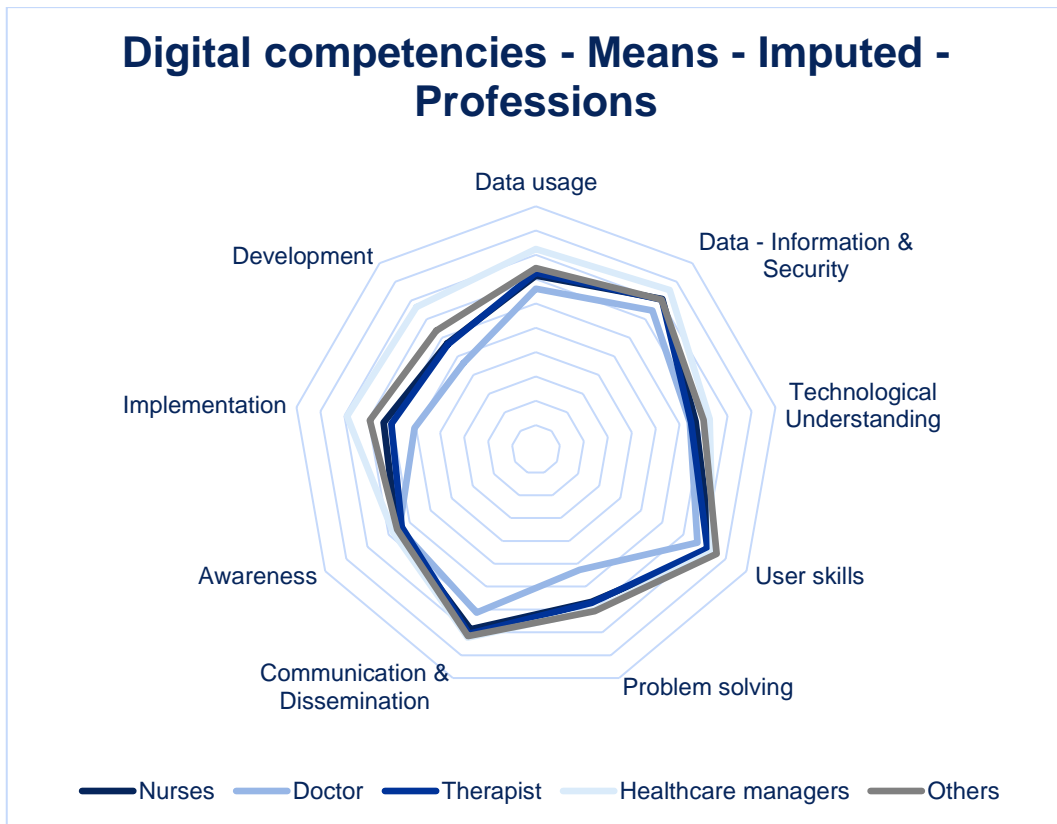 Digital competencies - Means - Imputed -
Professions
Data usage
Data - Information &
Security
Technological
Understanding
User skills
Problem solving
Communication &
Dissemination
Awareness
Implementation
Development
Nurses
Doctor
Therapist
Healthcare managers
Others